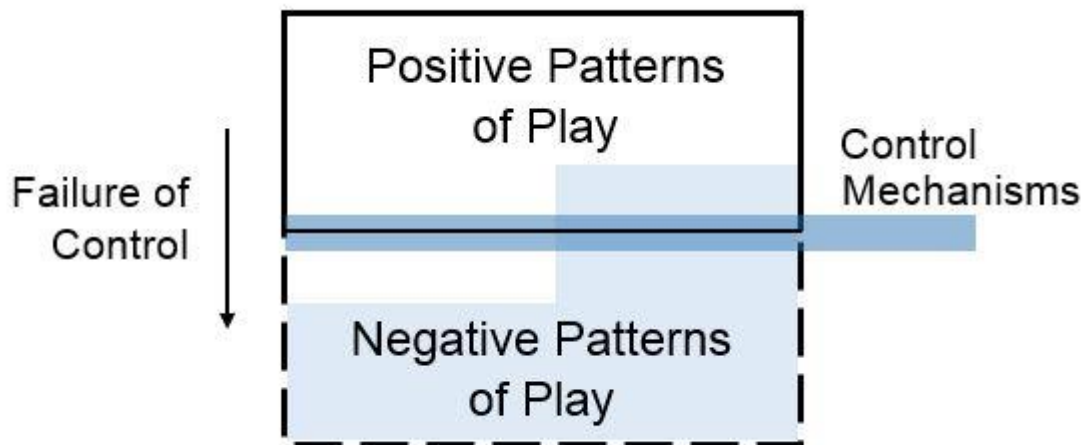 Positive Patterns
of Play
Control
Mechanisms
Failure of
Control
Negative Patterns
of Play